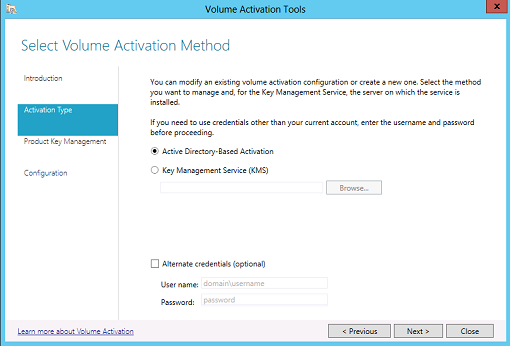 Volume Activation Tools
Select Volume Activation Method
Introduction
Activation Type
Product Key Management
Configuration
You can modify an existing volume activation configuration or create a new one. Select the method
you want to manage and, for the Key Management Service, the server on which the service is
installed.
If you need to use credentials other than your current account, enter the username and password
before proceeding.
Active Directory-Based Activation
Key Management Service (KMS)
Browse...
Alternate credentials (optional)
User name: domain\username
Password: password
Learn more about Volume Activation
< Previous
Next >
Close